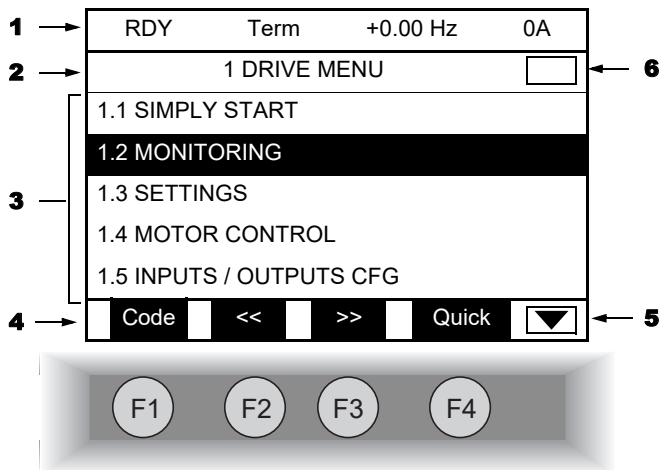 1 RDY Term +0.00 Hz 0A
2 1 DRIVE MENU 6
1.1 SIMPLY START
1.2 MONITORING
3 1.3 SETTINGS
1.4 MOTOR CONTROL
1.5 INPUTS / OUTPUTS CFG
4 Code << >> Quick 5
F1 F2 F3 F4